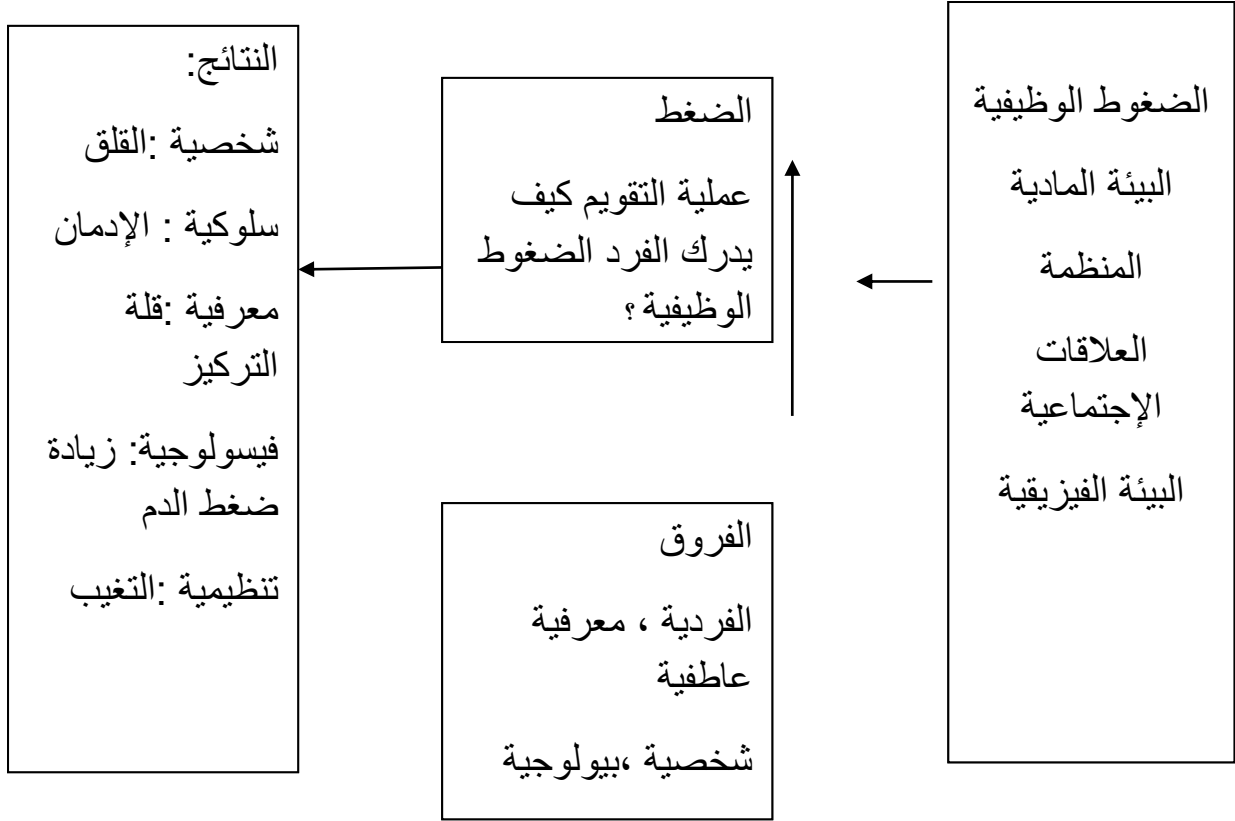 الضغوط الوظيفية
البيئة المادية
المنظمة
العلاقات
الإجتماعية
البيئة الفيزيقية
الضغط
عملية التقويم كيف
يدرك الفرد الضغوط
الوظيفية ؟
الفروق
الفردية ، معرفية
عاطفية
شخصية ،بيولوجية
النتائج:
شخصية :القلق
سلوكية : الإدمان
معرفية :قلة
التركيز
فيسولوجية: زيادة
ضغط الدم
تنظيمية :التغيب